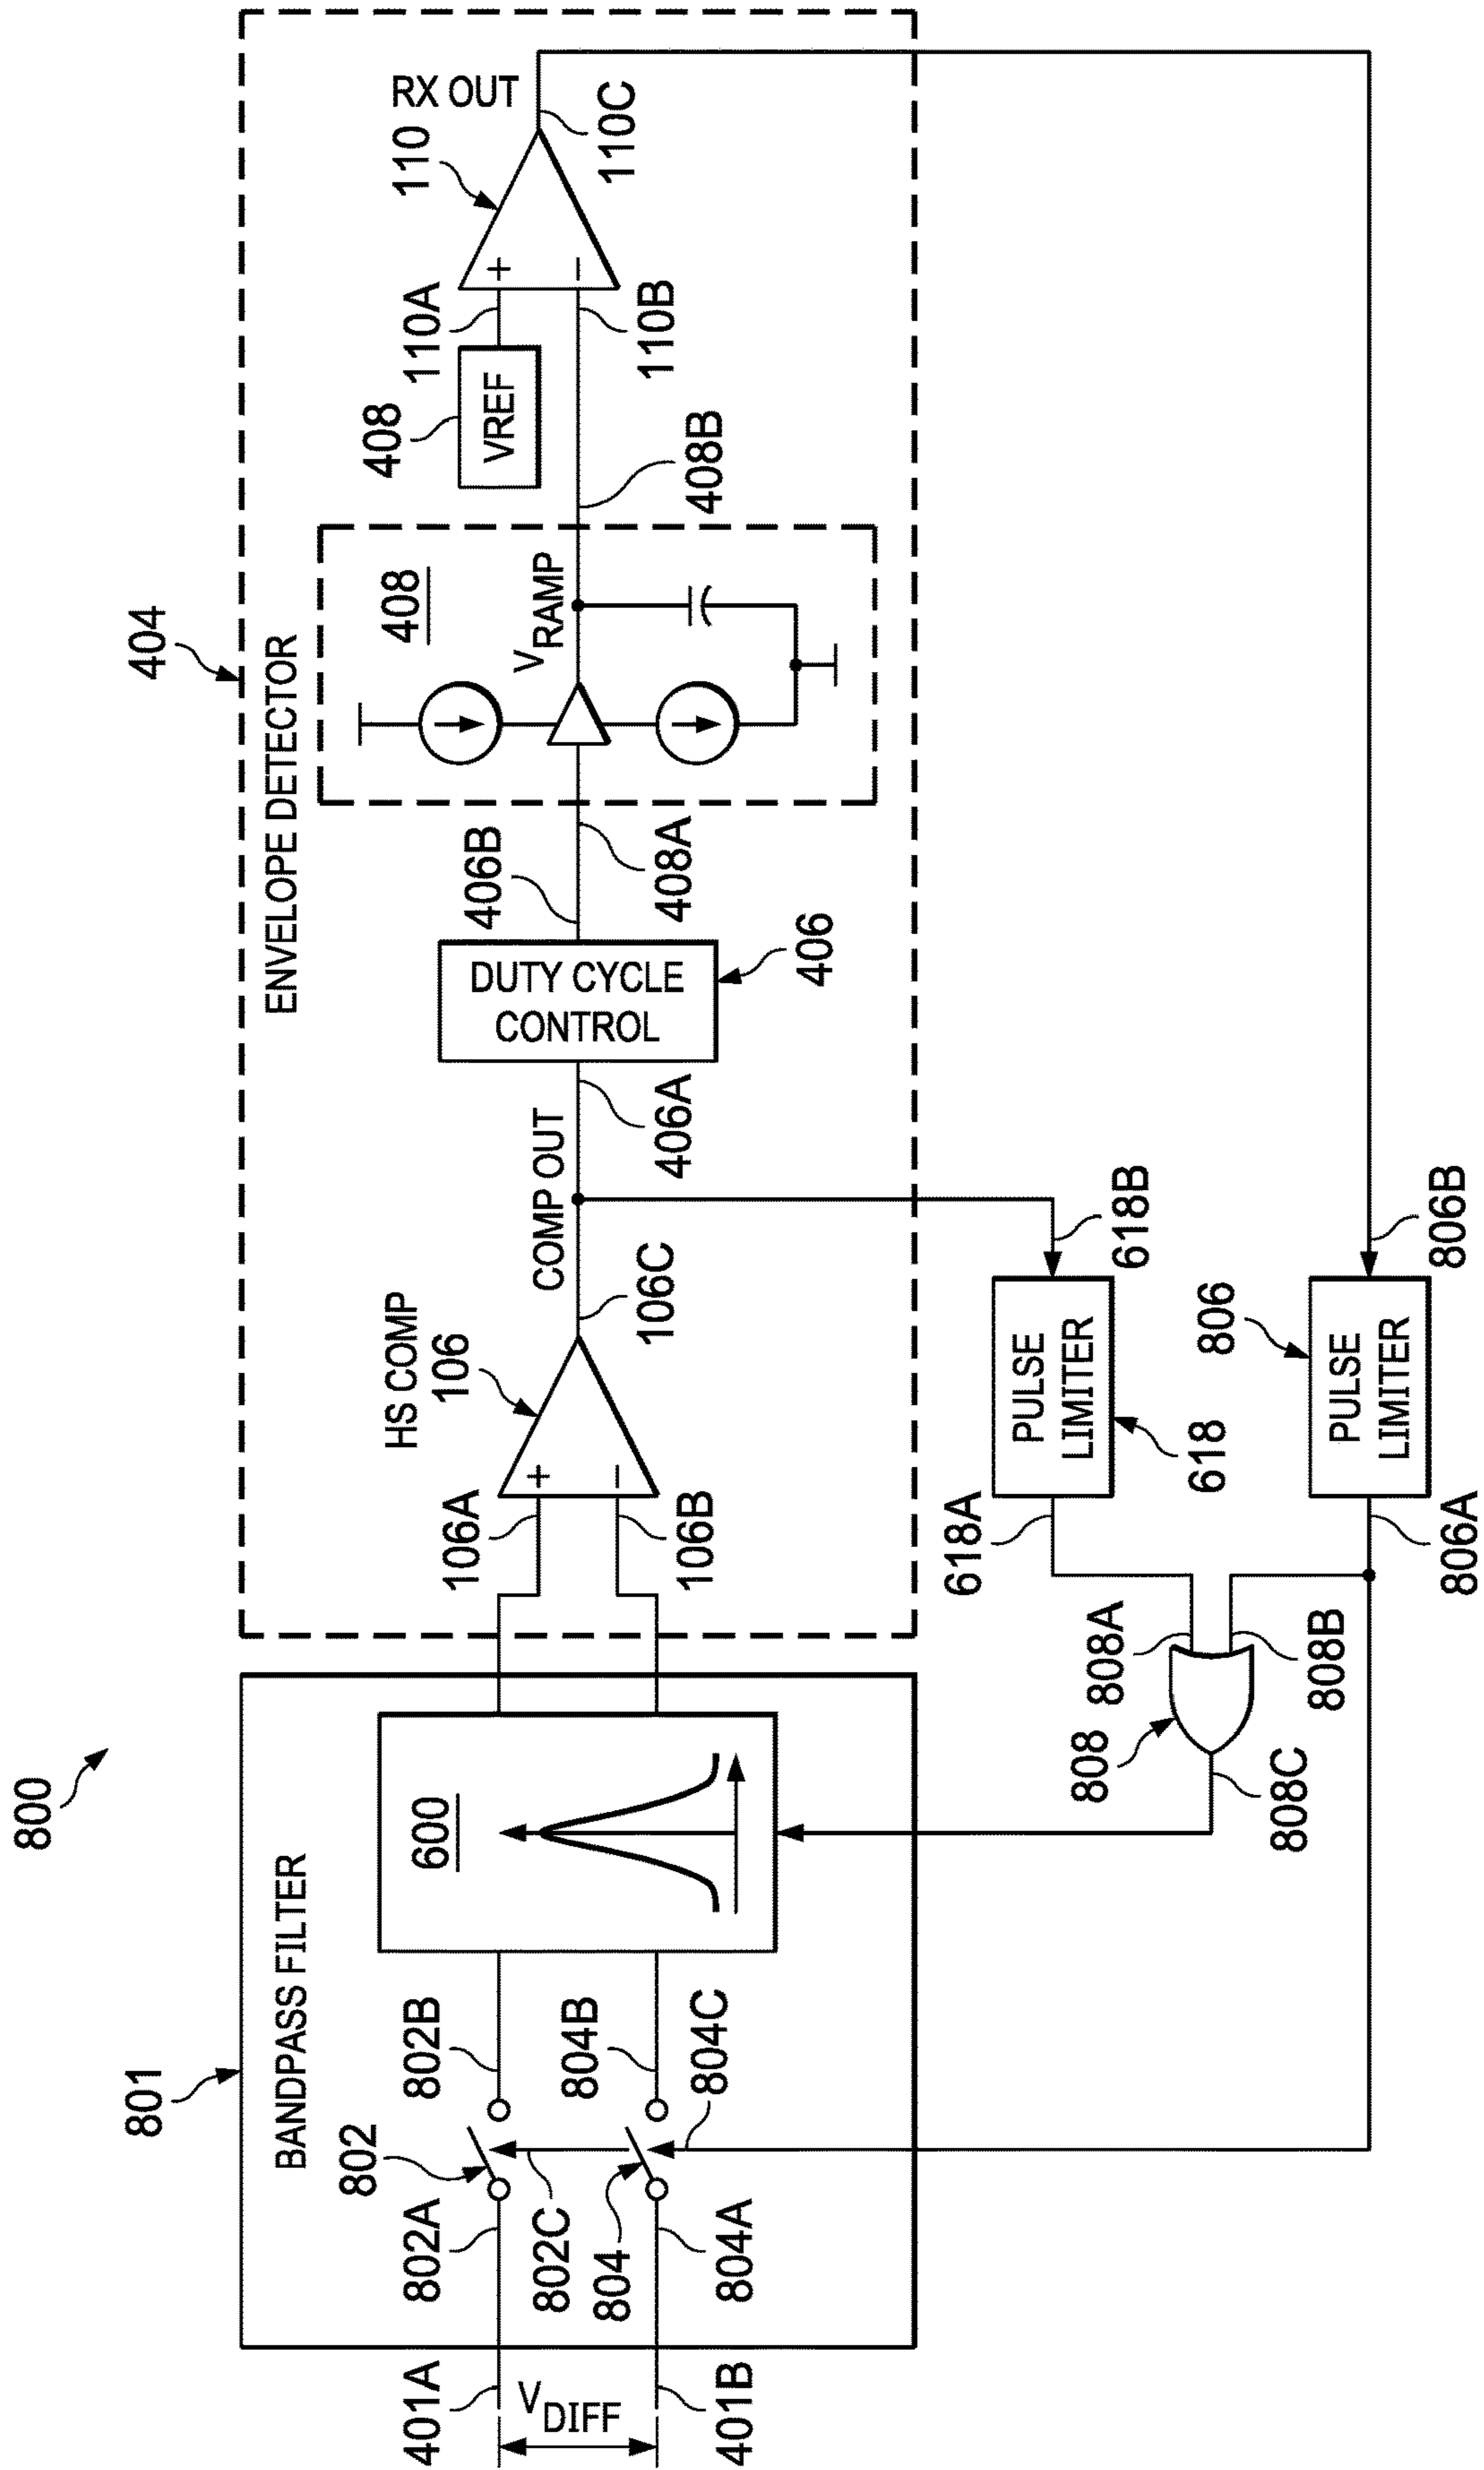 800
404
ENVELOPE DETECTOR
801
BANDPASS FILTER
401A
V DIFF
401B
802A
802
802B
802C
804
804A
804B
804C
600
106A
106B
HS COMP
106
+
−
106C
COMP OUT
406A
DUTY CYCLE
CONTROL
406
406B
408A
408
V RAMP
408B
408
VREF
110A
110B
110
+
−
RX OUT
110C
618B
PULSE
LIMITER
618
618A
806B
806
PULSE
LIMITER
806A
808A
808B
808
808C